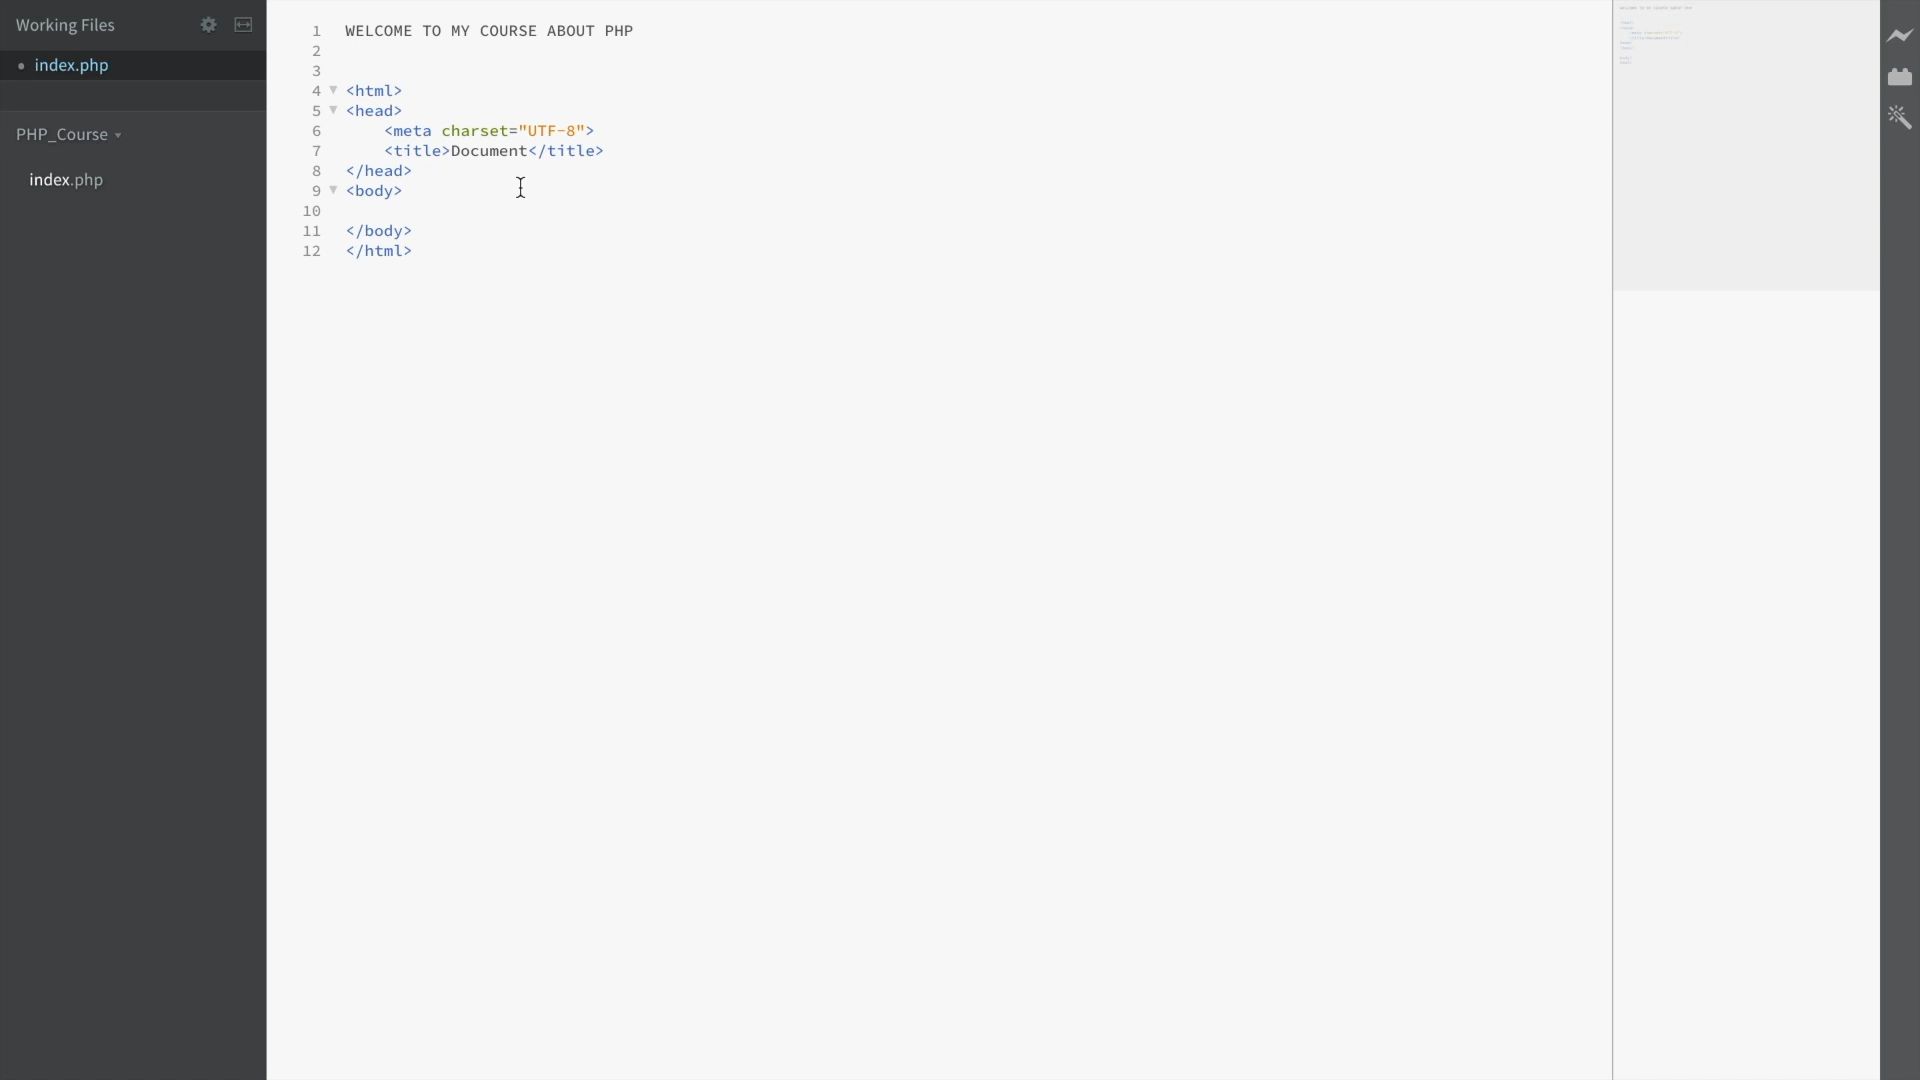 Working Files
index.php
PHP_Course
index.php
1 WELCOME TO MY COURSE ABOUT PHP
2
3
4 <html>
5 <head>
6     <meta charset="UTF-8">
7     <title>Document</title>
8 </head>
9 <body>
10
11 </body>
12 </html>